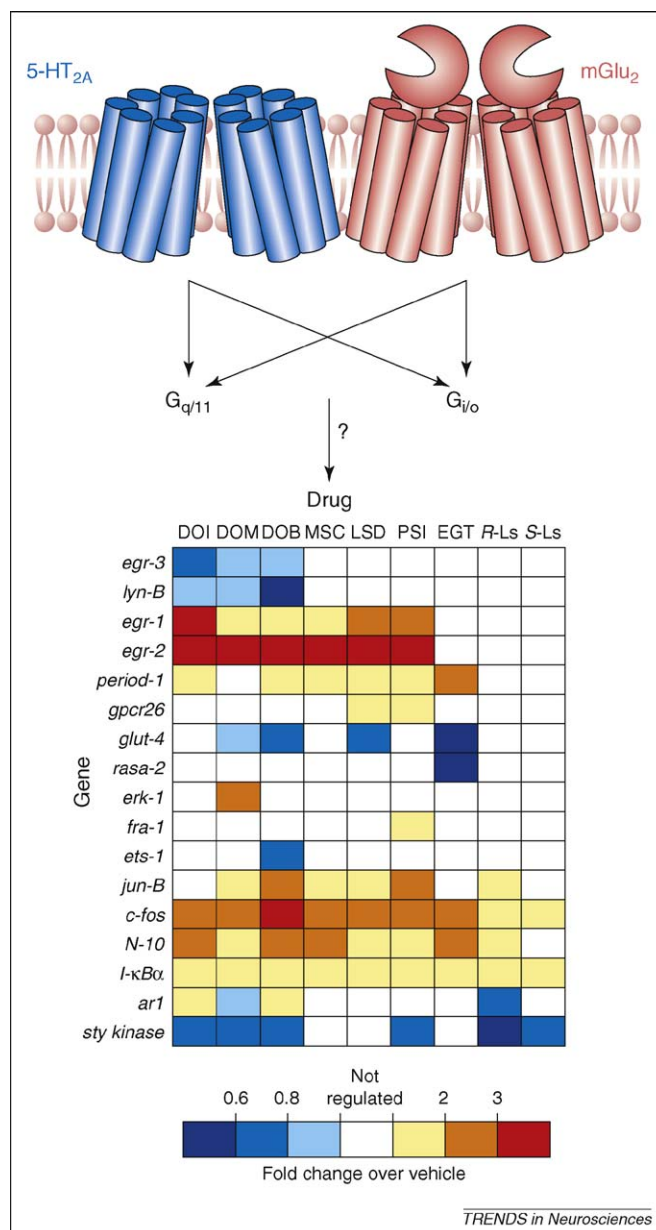 5-HT2A
mGlu2
Gq/11
Gi/o
?
Drug
DOI DOM DOB MSC LSD PSI EGT R-Ls S-Ls
Gene
egr-3
lyn-B
egr-1
egr-2
period-1
gpcr26
glut-4
rasa-2
erk-1
fra-1
ets-1
jun-B
c-fos
N-10
I-κBα
ar1
sty kinase
Not
0.6 0.8 regulated 2 3
Fold change over vehicle
TRENDS in Neurosciences